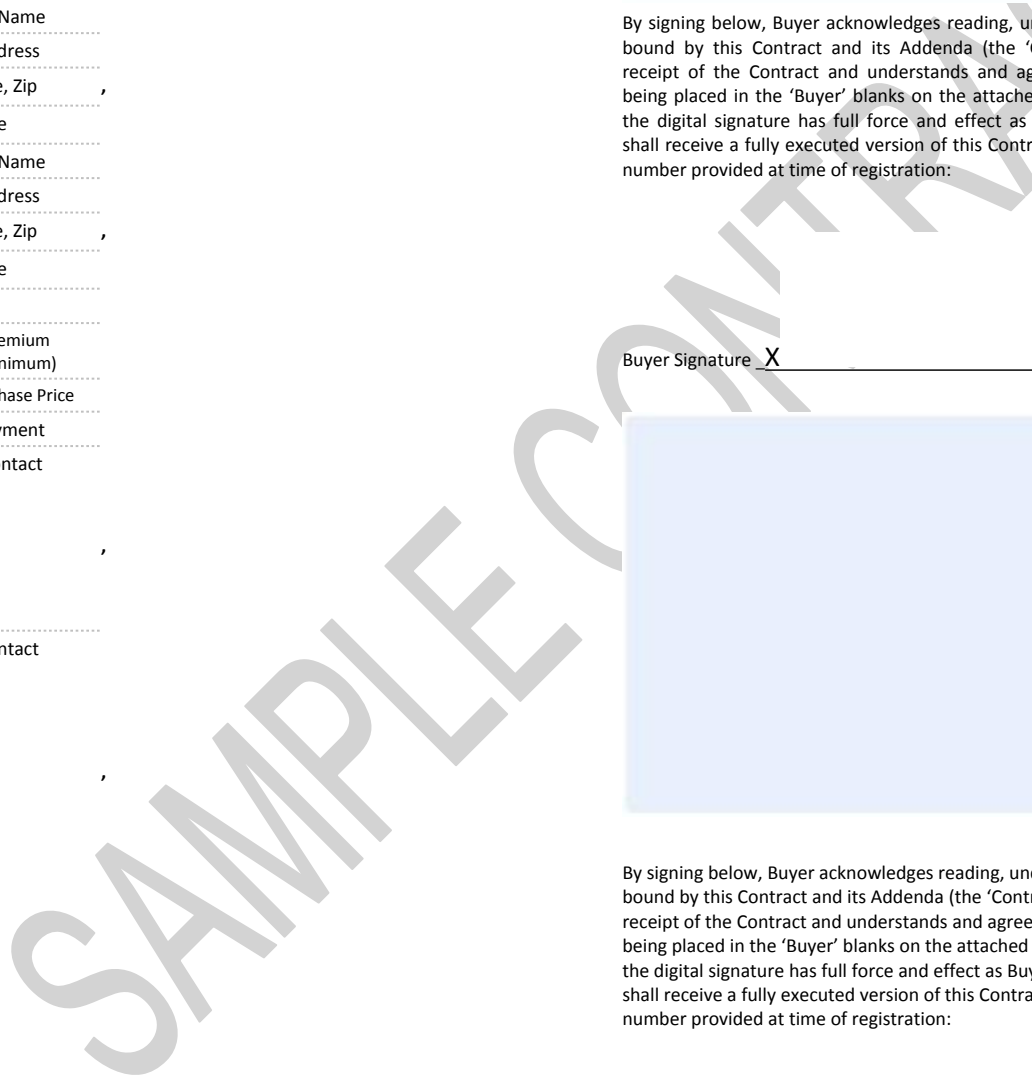 Name
dress
e, Zip ,
e
Name
dress
e, Zip ,
e
emium
nimum)
hase Price
yment
ntact
,
ntact
,
By signing below, Buyer acknowledges reading, un
bound by this Contract and its Addenda (the ‘C
receipt of the Contract and understands and ag
being placed in the ‘Buyer’ blanks on the attache
the digital signature has full force and effect as
shall receive a fully executed version of this Contr
number provided at time of registration:
Buyer Signature _X
By signing below, Buyer acknowledges reading, und
bound by this Contract and its Addenda (the ‘Contr
receipt of the Contract and understands and agree
being placed in the ‘Buyer’ blanks on the attached
the digital signature has full force and effect as Buy
shall receive a fully executed version of this Contra
number provided at time of registration:
SAMPLE CONTRA